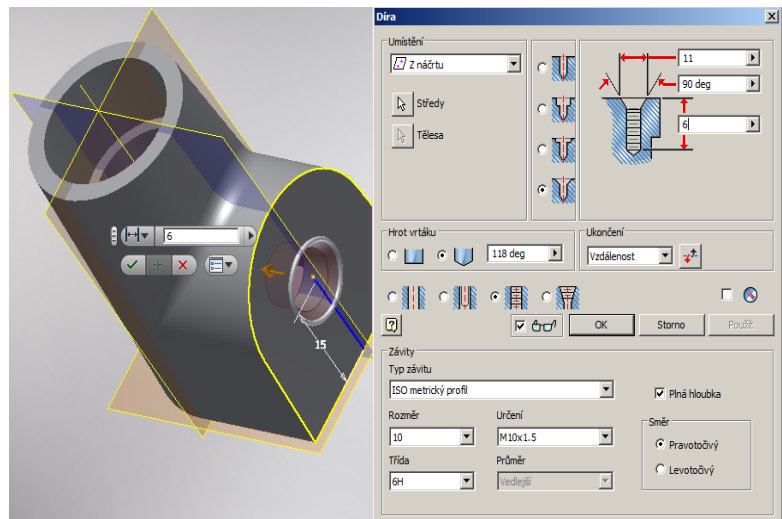 Díra
Umístění
Z náčrtu
Středy
Tělesa
11
90 deg
6
6
15
Hrot vrtáku
118 deg
Ukončení
Vzdálenost
OK
Storno
Použít
Závity
Typ závitu
ISO metrický profil
Plná hloubka
Rozměr
Určení
10
M10x1.5
Třída
Průměr
6H
Vedlejší
Směr
Pravotočivý
Levotočivý